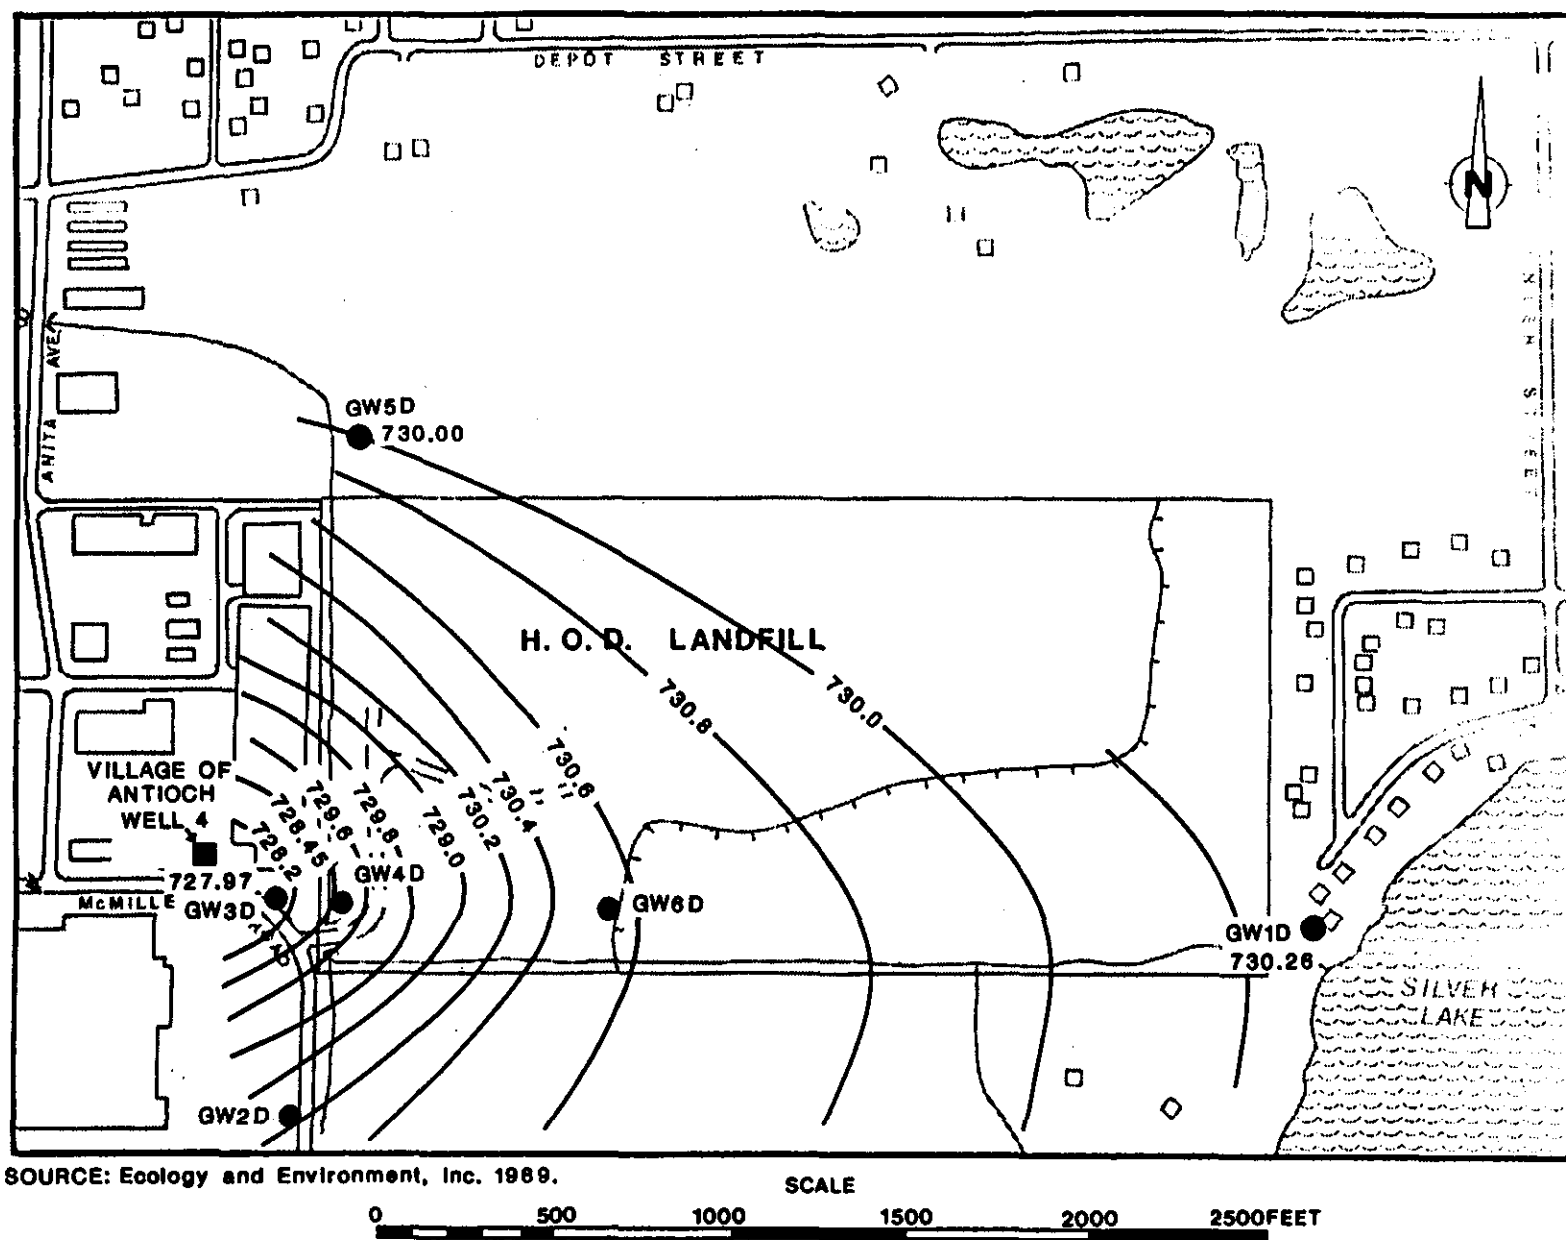 DEPOT STREET
N
ANITA AVE.
GW5D
730.00
H. O. D. LANDFILL
730.8
730.0
730.6
730.4
730.2
729.0
729.8
729.6
728.45
728.2
VILLAGE OF
ANTIOCH
WELL 4
727.97
GW4D
McMILLE
GW3D
GW6D
GW1D
730.26
SILVER
LAKE
GW2D
SOURCE: Ecology and Environment, Inc. 1989.
SCALE
0 500 1000 1500 2000 2500FEET